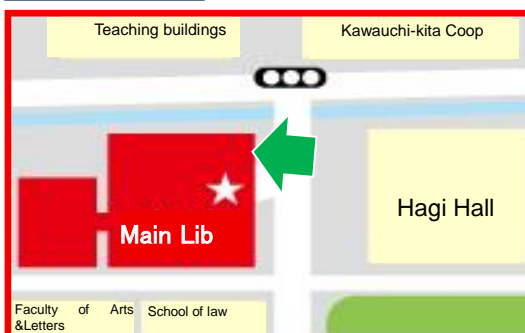 Teaching buildings
Kawauchi-kita Coop
Hagi Hall
Main Lib
Faculty of Arts
&Letters
School of law